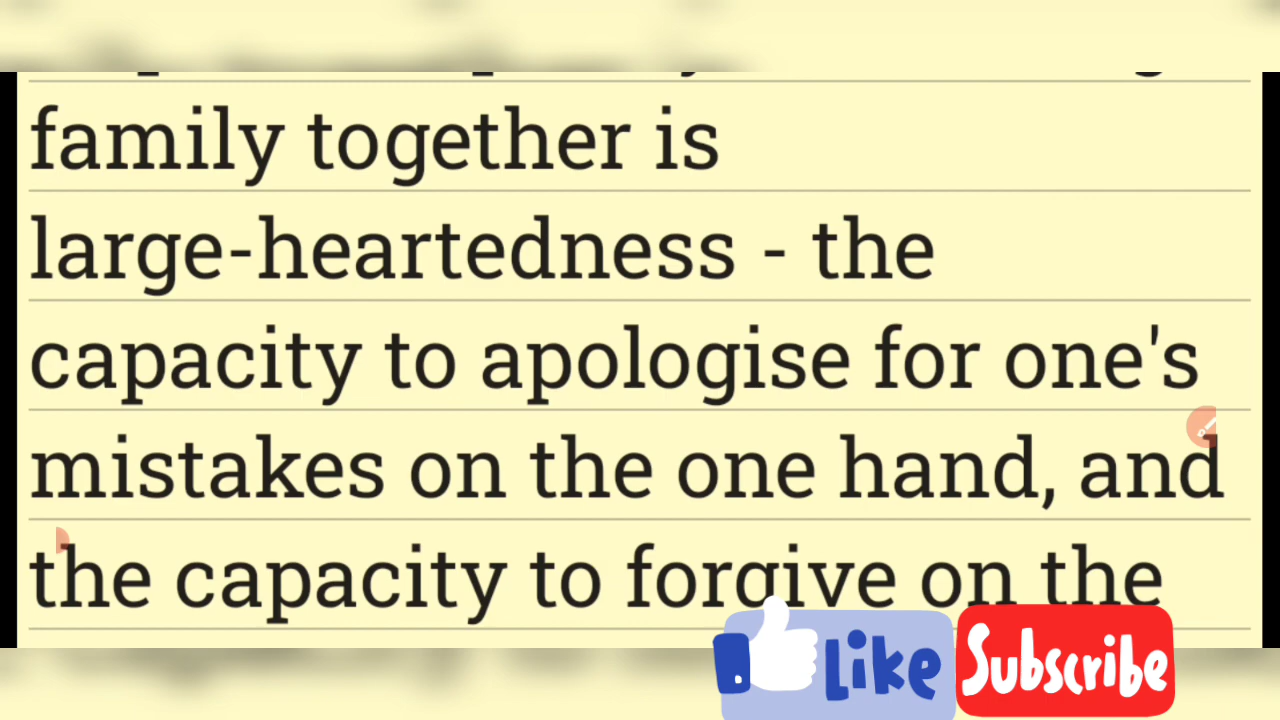 family together is
large-heartedness - the
capacity to apologise for one's
mistakes on the one hand, and
the capacity to forgive on the
Like
Subscribe